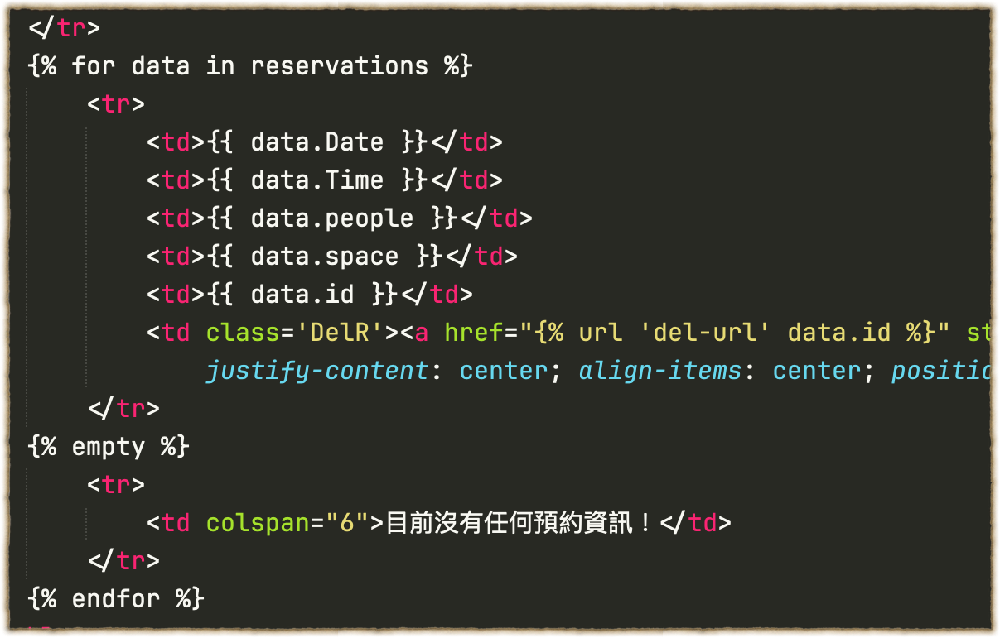 </tr>
{% for data in reservations %}
<tr>
<td>{{ data.Date }}</td>
<td>{{ data.Time }}</td>
<td>{{ data.people }}</td>
<td>{{ data.space }}</td>
<td>{{ data.id }}</td>
<td class='DelR'><a href="{% url 'del-url' data.id %}" st
justify-content: center; align-items: center; positio
</tr>
{% empty %}
<tr>
<td colspan="6">目前沒有任何預約資訊！</td>
</tr>
{% endfor %}